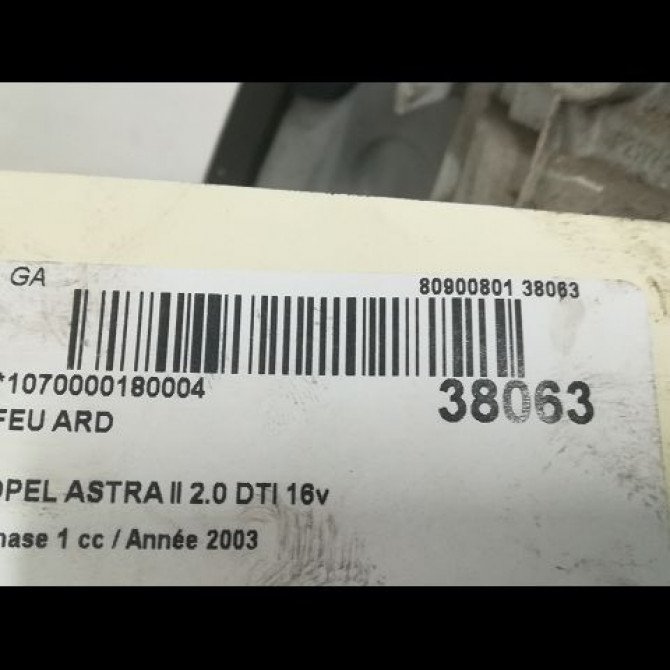 GA 80900801 38063
*1070000180004 38063
FEU ARD
OPEL ASTRA II 2.0 DTI 16v
hase 1 cc / Année 2003